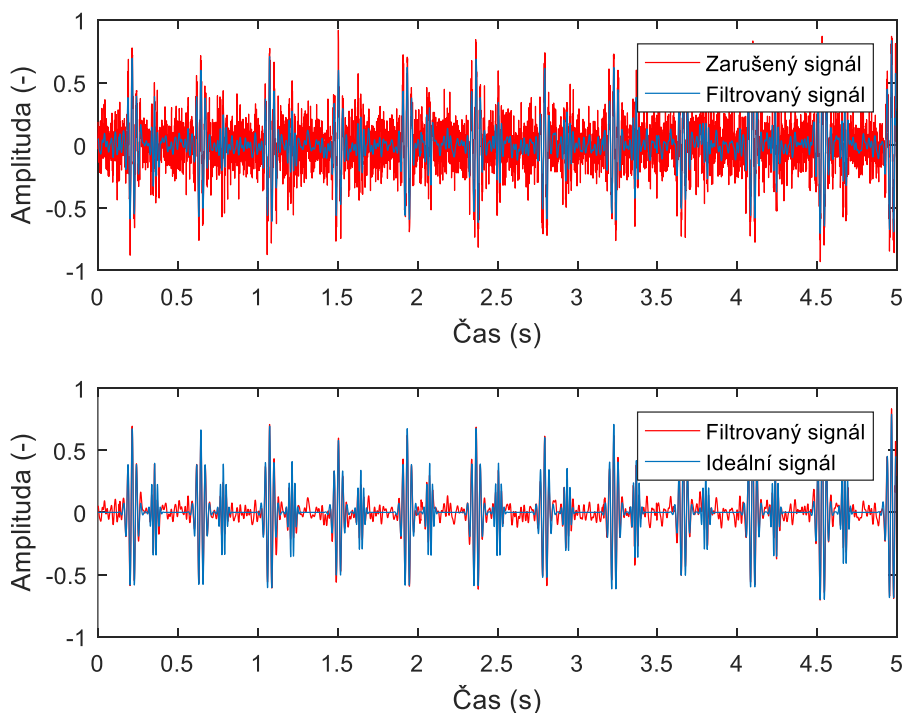 1
0.5
0
-0.5
-1
Amplituda (-)
Zarušený signál
Filtrovaný signál
0 0.5 1 1.5 2 2.5 3 3.5 4 4.5 5
Čas (s)
1
0.5
0
-0.5
-1
Amplituda (-)
Filtrovaný signál
Ideální signál
0 0.5 1 1.5 2 2.5 3 3.5 4 4.5 5
Čas (s)